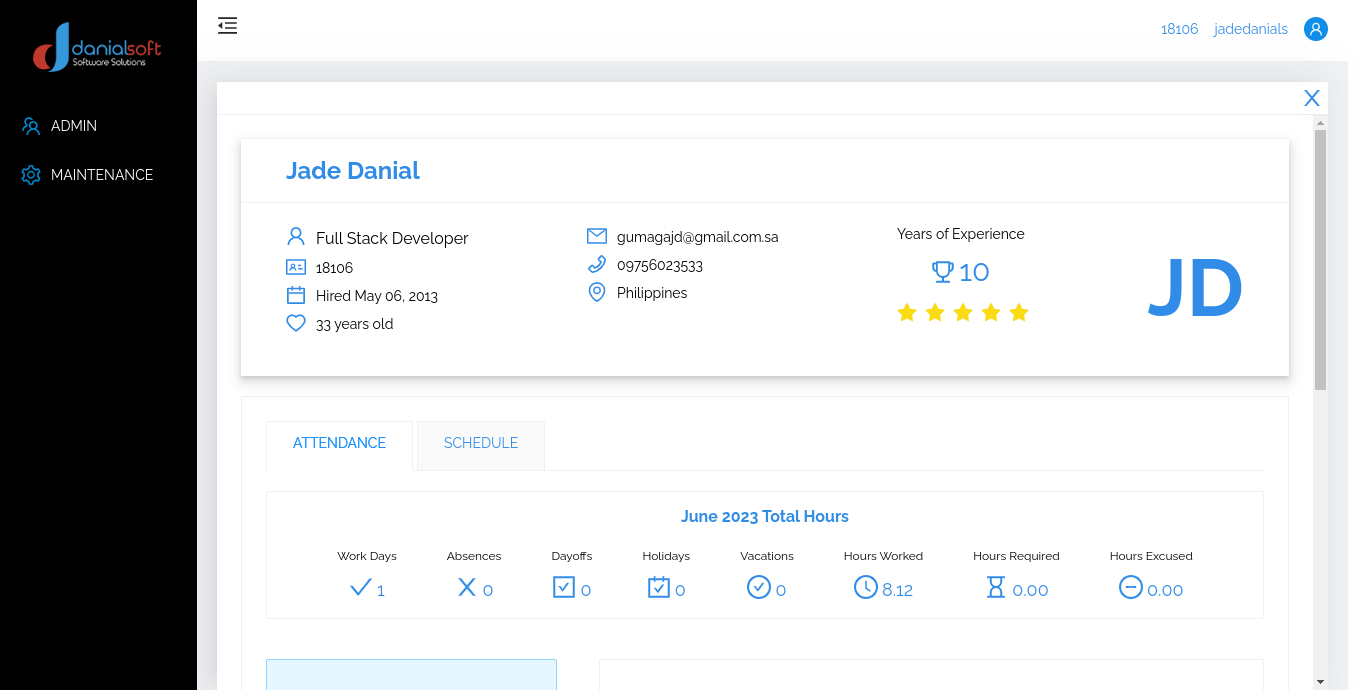 danialsoft
Software Solutions
18106 jadedanials
ADMIN
MAINTENANCE
X
Jade Danial
Full Stack Developer
18106
Hired May 06, 2013
33 years old
gumagajd@gmail.com.sa
09756023533
Philippines
Years of Experience
10
JD
ATTENDANCE SCHEDULE
June 2023 Total Hours
Work Days Absences Dayoffs Holidays Vacations Hours Worked Hours Required Hours Excused
1 0 0 0 0 8.12 0.00 0.00